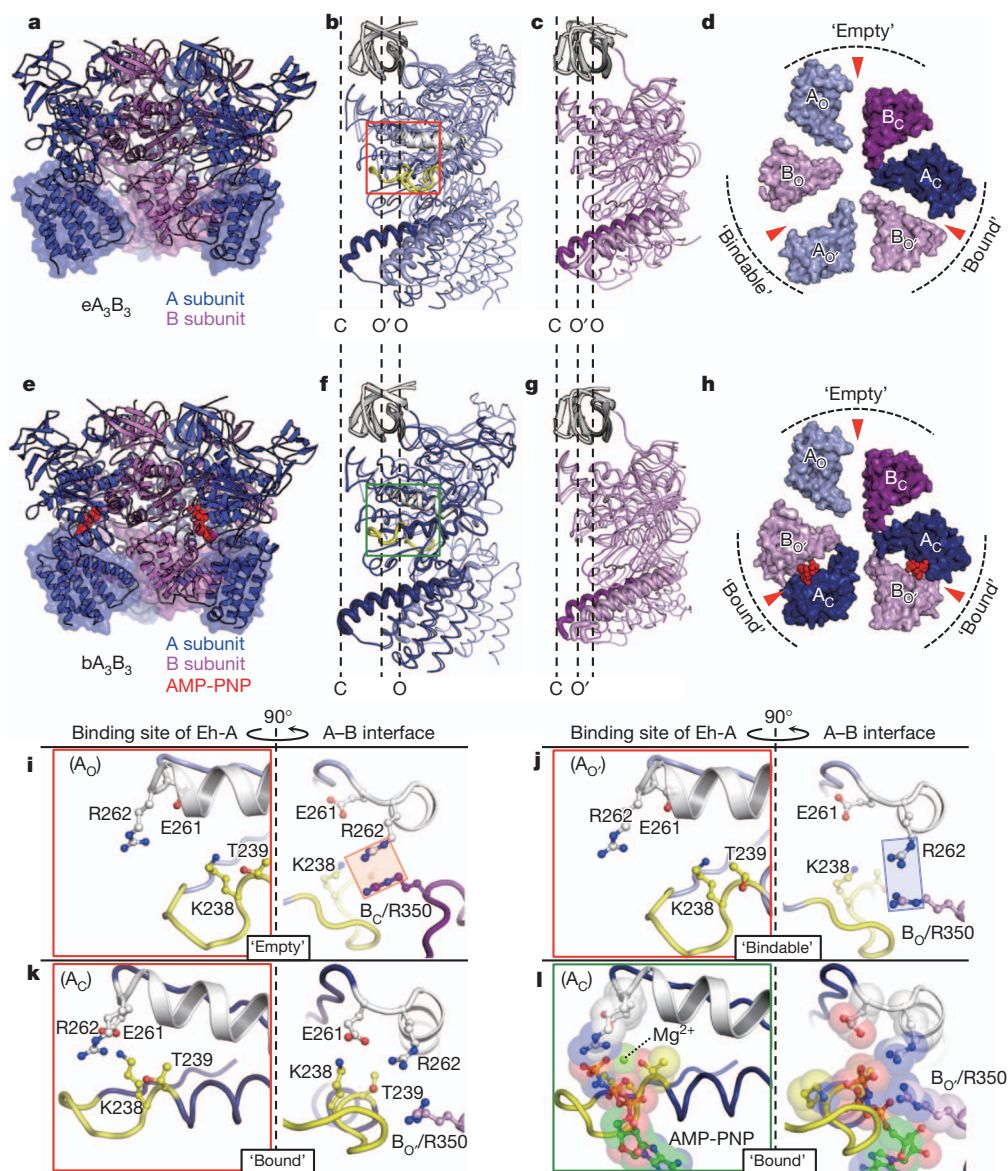 a
b
c
d
'Empty'
A_O
B_C
B_O
A_C
A_O′
B_O′
'Bindable'
'Bound'
eA₃B₃
A subunit
B subunit
C O′ O
C O′ O
e
f
g
h
'Empty'
A_O
B_C
B_O′
A_C
A_C
B_O′
'Bound'
'Bound'
bA₃B₃
A subunit
B subunit
AMP-PNP
C O
C O′
90°
Binding site of Eh-A
A–B interface
90°
Binding site of Eh-A
A–B interface
i
(A_O)
R262
E261
T239
K238
E261
R262
K238
B_C/R350
'Empty'
j
(A_O′)
R262
E261
T239
K238
E261
R262
K238
B_O/R350
'Bindable'
k
(A_C)
R262
E261
T239
K238
E261
R262
K238
T239
B_O′/R350
'Bound'
l
(A_C)
Mg²⁺
AMP-PNP
B_O′/R350
'Bound'